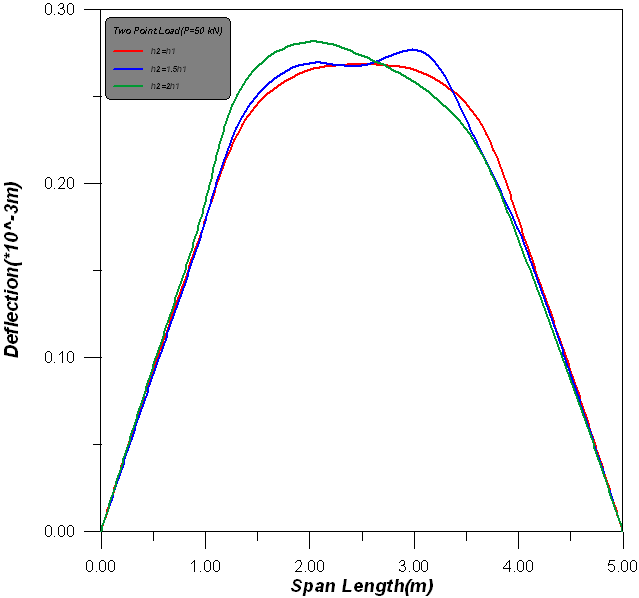 0.30
Two Point Load(P=50 kN)
h2=h1
h2=1.5h1
h2=2h1
0.20
Deflection(*10^-3m)
0.10
0.00
0.00 1.00 2.00 3.00 4.00 5.00
Span Length(m)